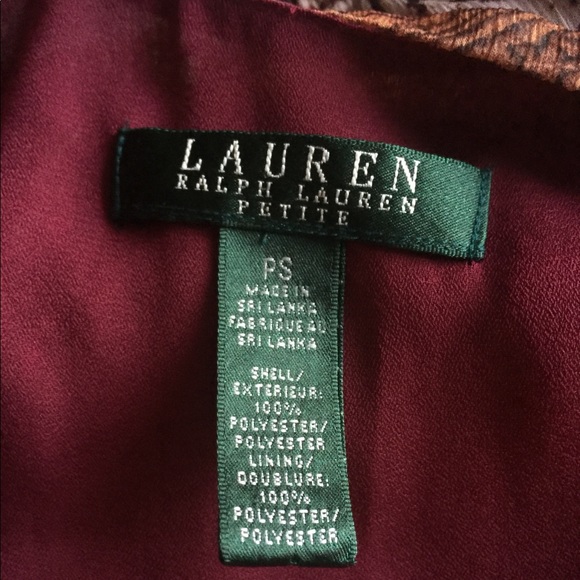 LAUREN
RALPH LAUREN
PETITE
PS
MADE IN
SRI LANKA
FABRIQUE AU
SRI LANKA
SHELL/
EXTERIEUR:
100%
POLYESTER/
POLYESTER
LINING/
DOUBLURE:
100%
POLYESTER/
POLYESTER